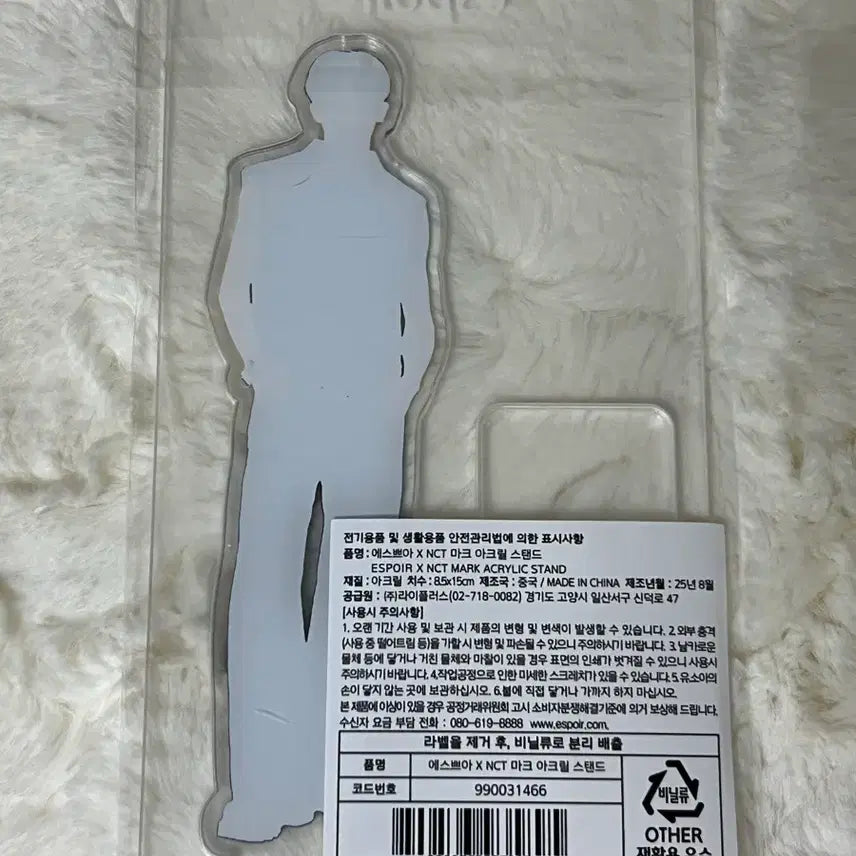 전기용품 및 생활용품 안전관리법에 의한 표시사항
품명 : 에스쁘아 X NCT 마크 아크릴 스탠드
ESPOIR X NCT MARK ACRYLIC STAND
재질 : 아크릴 치수 : 8.5x15cm 제조국 : 중국 / MADE IN CHINA 제조년월 : 25년 8월
공급원 : (주)라이플러스(02-718-0082) 경기도 고양시 일산서구 신덕로 47
[사용시 주의사항]
1. 오랜 기간 사용 및 보관 시 제품의 변형 및 변색이 발생할 수 있습니다. 2. 외부 충격
(사용 중 떨어트림 등)을 가할 시 변형 및 파손될 수 있으니 주의하시기 바랍니다. 3. 날카로운
물체 등에 닿거나 거친 물체와 마찰이 있을 경우 표면의 인쇄가 벗겨질 수 있으니 사용시
주의하시기 바랍니다. 4.작업공정으로 인한 미세한 스크레치가 있을 수 있습니다. 5. 유소아의
손이 닿지 않는 곳에 보관하십시오. 6.불에 직접 닿거나 가까지 하지 마십시오.
본 제품에 이상이 있을 경우 공정거래위원회 고시 소비자분쟁해결기준에 의거 보상해 드립니다.
수신자 요금 부담 전화 : 080-619-8888 www.espoir.com
라벨을 제거 후, 비닐류로 분리 배출
품명 에스쁘아 X NCT 마크 아크릴 스탠드
코드번호 990031466
비닐류
OTHER